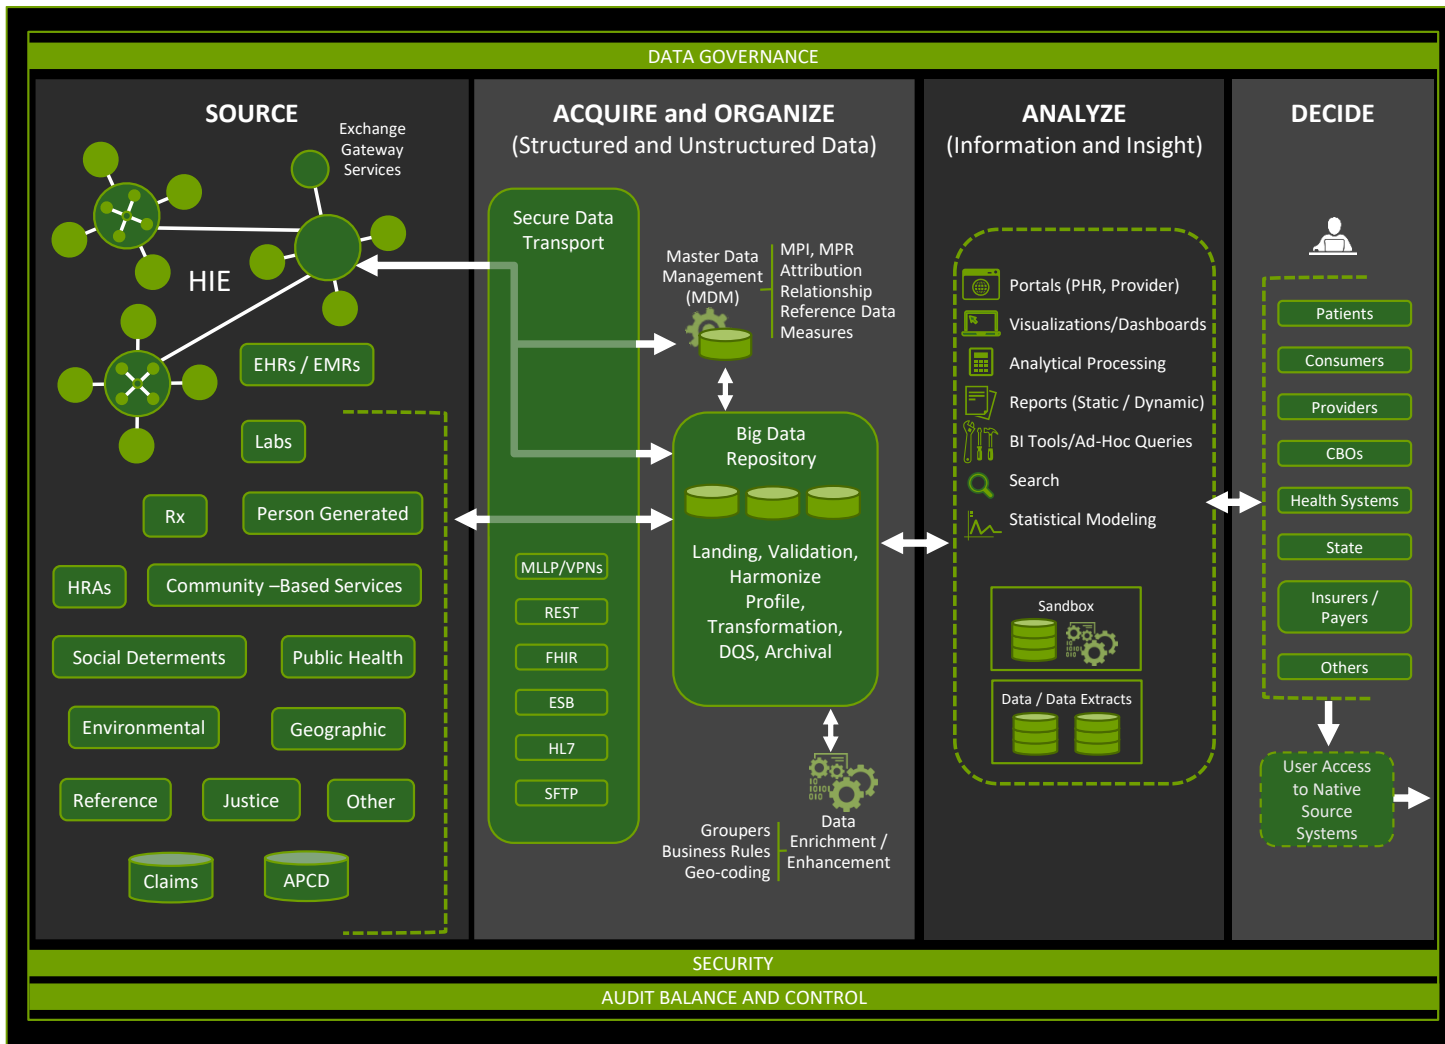 DATA GOVERNANCE
SOURCE
Exchange
Gateway
Services
HIE
EHRs / EMRs
Labs
Rx
Person Generated
HRAs
Community –Based Services
Social Determents
Public Health
Environmental
Geographic
Reference
Justice
Other
Claims
APCD
ACQUIRE and ORGANIZE
(Structured and Unstructured Data)
Secure Data
Transport
MLLP/VPNs
REST
FHIR
ESB
HL7
SFTP
Master Data
Management
(MDM)
MPI, MPR
Attribution
Relationship
Reference Data
Measures
Big Data
Repository
Landing, Validation,
Harmonize
Profile,
Transformation,
DQS, Archival
Groupers
Business Rules
Geo-coding
Data
Enrichment /
Enhancement
ANALYZE
(Information and Insight)
Portals (PHR, Provider)
Visualizations/Dashboards
Analytical Processing
Reports (Static / Dynamic)
BI Tools/Ad-Hoc Queries
Search
Statistical Modeling
Sandbox
Data / Data Extracts
DECIDE
Patients
Consumers
Providers
CBOs
Health Systems
State
Insurers /
Payers
Others
User Access
to Native
Source
Systems
SECURITY
AUDIT BALANCE AND CONTROL